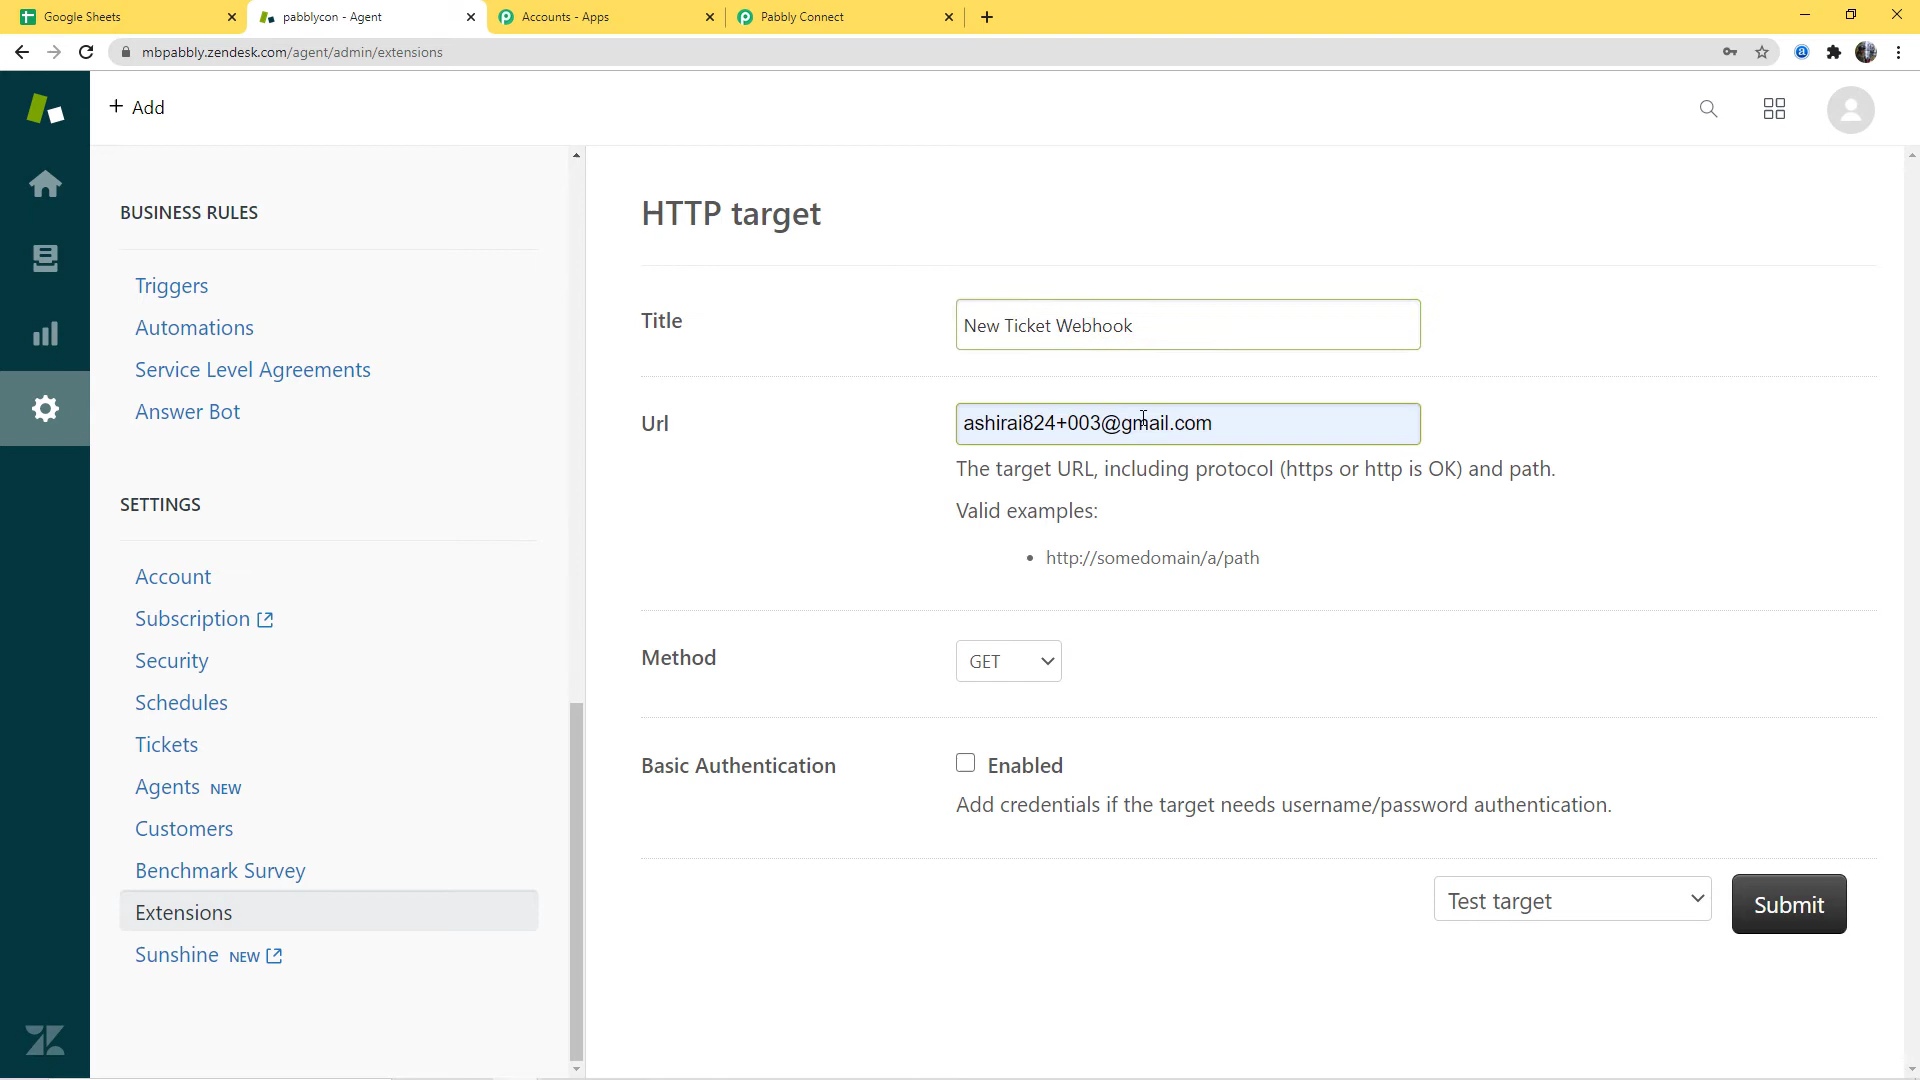 Google Sheets
pabblycon - Agent
Accounts - Apps
Pabbly Connect
mbpabbly.zendesk.com/agent/admin/extensions
+ Add
BUSINESS RULES
Triggers
Automations
Service Level Agreements
Answer Bot
SETTINGS
Account
Subscription
Security
Schedules
Tickets
Agents NEW
Customers
Benchmark Survey
Extensions
Sunshine NEW
HTTP target
Title
New Ticket Webhook
Url
ashirai824+003@gmail.com
The target URL, including protocol (https or http is OK) and path.
Valid examples:
• http://somedomain/a/path
Method
GET
Basic Authentication
Enabled
Add credentials if the target needs username/password authentication.
Test target
Submit